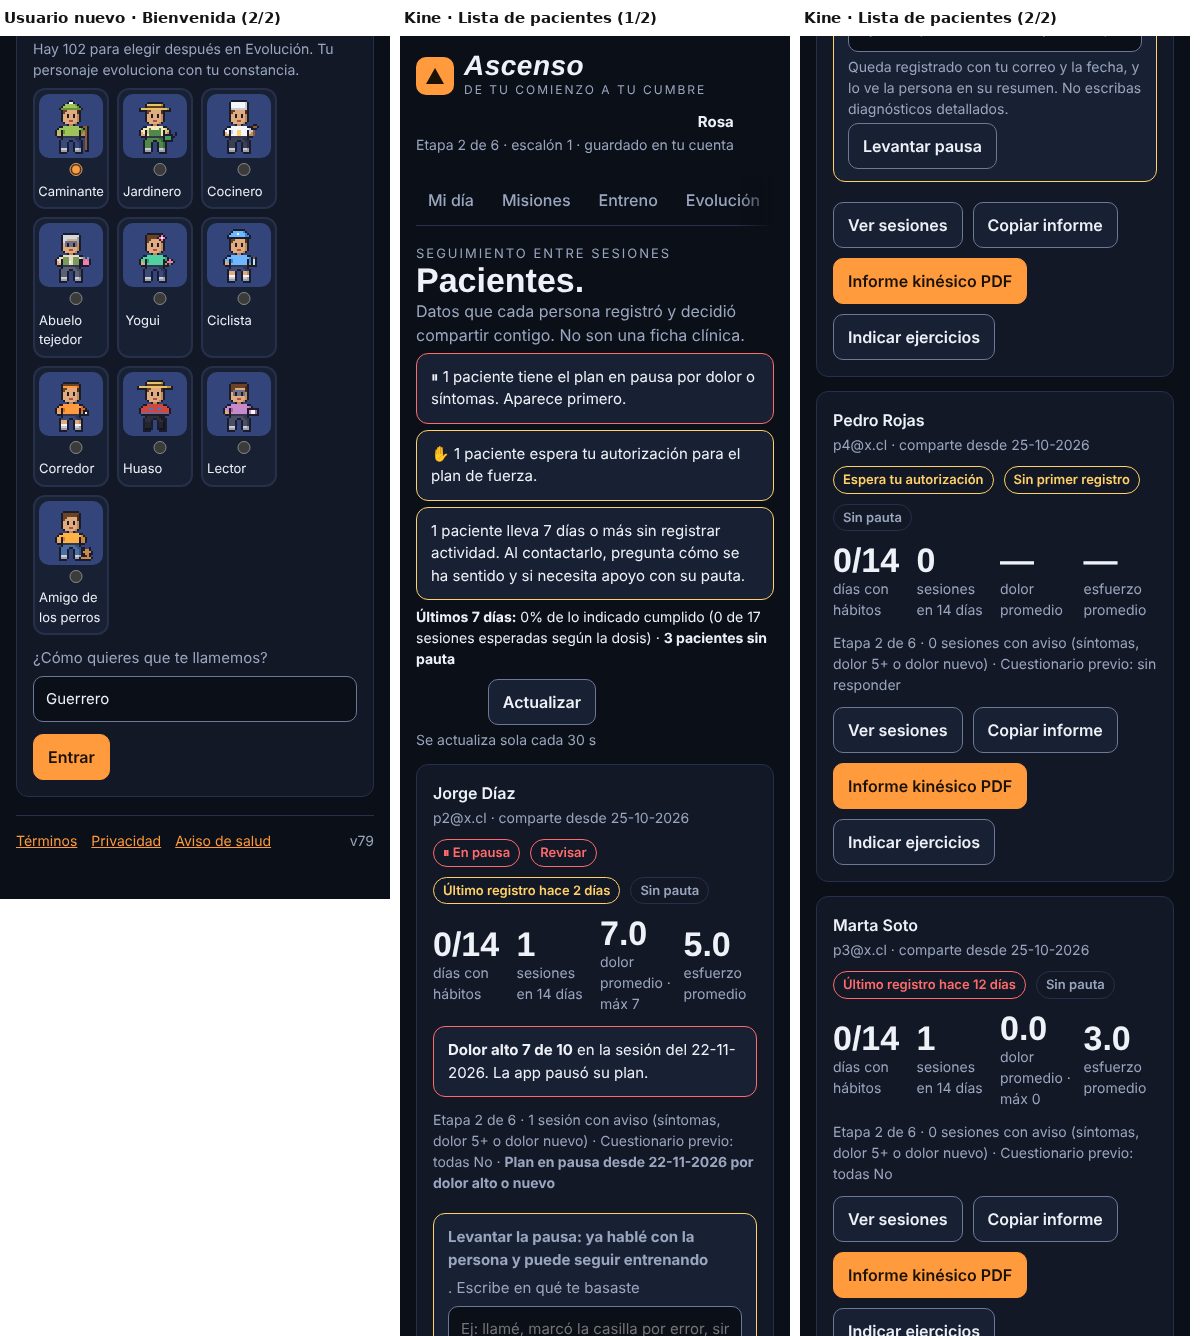 Usuario nuevo · Bienvenida (2/2)
Hay 102 para elegir después en Evolución. Tu
personaje evoluciona con tu constancia.
Caminante
Jardinero
Cocinero
Abuelo
tejedor
Yogui
Ciclista
Corredor
Huaso
Lector
Amigo de
los perros
¿Cómo quieres que te llamemos?
Guerrero
Entrar
Términos
Privacidad
Aviso de salud
v79
Kine · Lista de pacientes (1/2)
Ascenso
DE TU COMIENZO A TU CUMBRE
Rosa
Etapa 2 de 6 · escalón 1 · guardado en tu cuenta
Mi día
Misiones
Entreno
Evolución
SEGUIMIENTO ENTRE SESIONES
Pacientes.
Datos que cada persona registró y decidió
compartir contigo. No son una ficha clínica.
⏸ 1 paciente tiene el plan en pausa por dolor o
síntomas. Aparece primero.
✋ 1 paciente espera tu autorización para el
plan de fuerza.
1 paciente lleva 7 días o más sin registrar
actividad. Al contactarlo, pregunta cómo se
ha sentido y si necesita apoyo con su pauta.
Últimos 7 días: 0% de lo indicado cumplido (0 de 17
sesiones esperadas según la dosis) · 3 pacientes sin
pauta
Actualizar
Se actualiza sola cada 30 s
Jorge Díaz
p2@x.cl · comparte desde 25-10-2026
⏸ En pausa
Revisar
Último registro hace 2 días
Sin pauta
0/14
días con
hábitos
1
sesiones
en 14 días
7.0
dolor
promedio ·
máx 7
5.0
esfuerzo
promedio
Dolor alto 7 de 10 en la sesión del 22-11-
2026. La app pausó su plan.
Etapa 2 de 6 · 1 sesión con aviso (síntomas,
dolor 5+ o dolor nuevo) · Cuestionario previo:
todas No · Plan en pausa desde 22-11-2026 por
dolor alto o nuevo
Levantar la pausa: ya hablé con la
persona y puede seguir entrenando
. Escribe en qué te basaste
Ej: llamé, marcó la casilla por error, sir
Kine · Lista de pacientes (2/2)
Queda registrado con tu correo y la fecha, y
lo ve la persona en su resumen. No escribas
diagnósticos detallados.
Levantar pausa
Ver sesiones
Copiar informe
Informe kinésico PDF
Indicar ejercicios
Pedro Rojas
p4@x.cl · comparte desde 25-10-2026
Espera tu autorización
Sin primer registro
Sin pauta
0/14
días con
hábitos
0
sesiones
en 14 días
—
dolor
promedio
—
esfuerzo
promedio
Etapa 2 de 6 · 0 sesiones con aviso (síntomas,
dolor 5+ o dolor nuevo) · Cuestionario previo: sin
responder
Ver sesiones
Copiar informe
Informe kinésico PDF
Indicar ejercicios
Marta Soto
p3@x.cl · comparte desde 25-10-2026
Último registro hace 12 días
Sin pauta
0/14
días con
hábitos
1
sesiones
en 14 días
0.0
dolor
promedio ·
máx 0
3.0
esfuerzo
promedio
Etapa 2 de 6 · 0 sesiones con aviso (síntomas,
dolor 5+ o dolor nuevo) · Cuestionario previo:
todas No
Ver sesiones
Copiar informe
Informe kinésico PDF
Indicar ejercicios